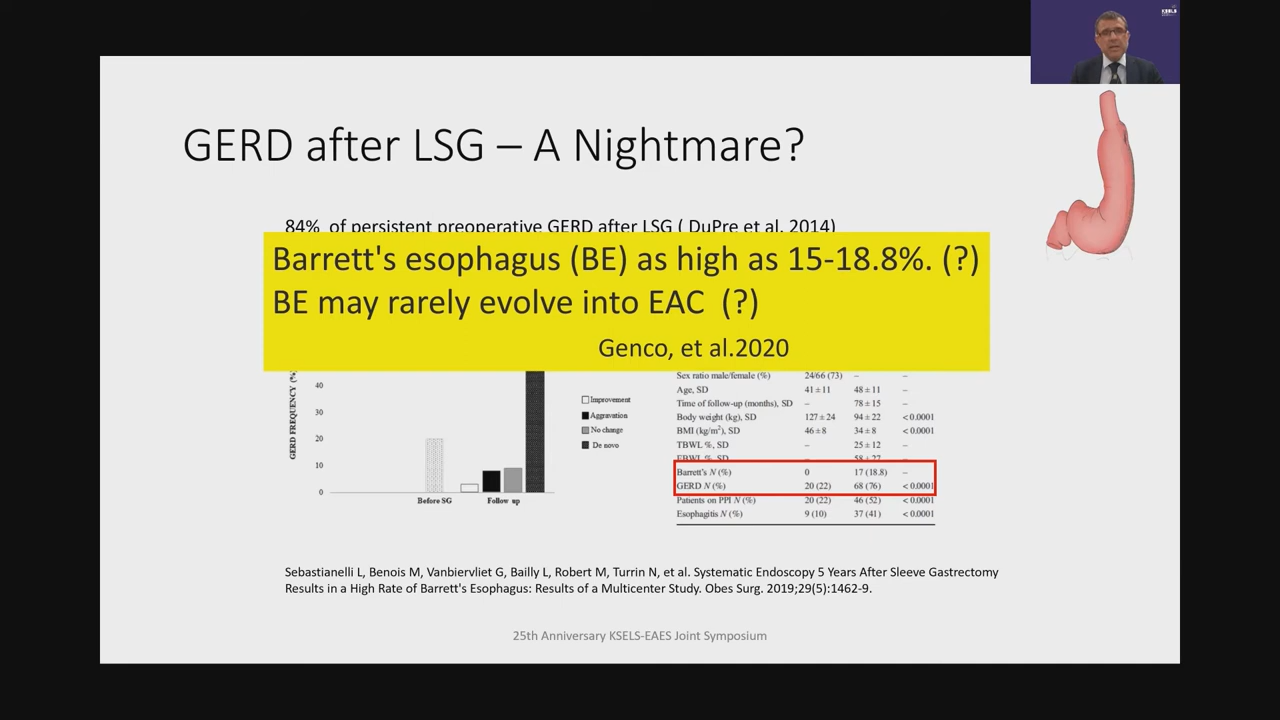 KSELS
GERD after LSG – A Nightmare?
84% of persistent preoperative GERD after LSG ( DuPre et al. 2014)
Barrett's esophagus (BE) as high as 15-18.8%. (?)
BE may rarely evolve into EAC (?)
Genco, et al.2020
GERD FREQUENCY (%)
40
30
20
10
0
Before SG
Follow up
Improvement
Aggravation
No change
De novo
Sex ratio male/female (%) 24/66 (73) – –
Age, SD 41 ± 11 48 ± 11 –
Time of follow-up (months), SD – 78 ± 15 –
Body weight (kg), SD 127 ± 24 94 ± 22 < 0.0001
BMI (kg/m²), SD 46 ± 8 34 ± 8 < 0.0001
TBWL %, SD – 25 ± 12 –
EBWL %, SD – 58 ± 27 –
Barrett's N (%) 0 17 (18.8) –
GERD N (%) 20 (22) 68 (76) < 0.0001
Patients on PPI N (%) 20 (22) 46 (52) < 0.0001
Esophagitis N (%) 9 (10) 37 (41) < 0.0001
Sebastianelli L, Benois M, Vanbiervliet G, Bailly L, Robert M, Turrin N, et al. Systematic Endoscopy 5 Years After Sleeve Gastrectomy
Results in a High Rate of Barrett's Esophagus: Results of a Multicenter Study. Obes Surg. 2019;29(5):1462-9.
25th Anniversary KSELS-EAES Joint Symposium